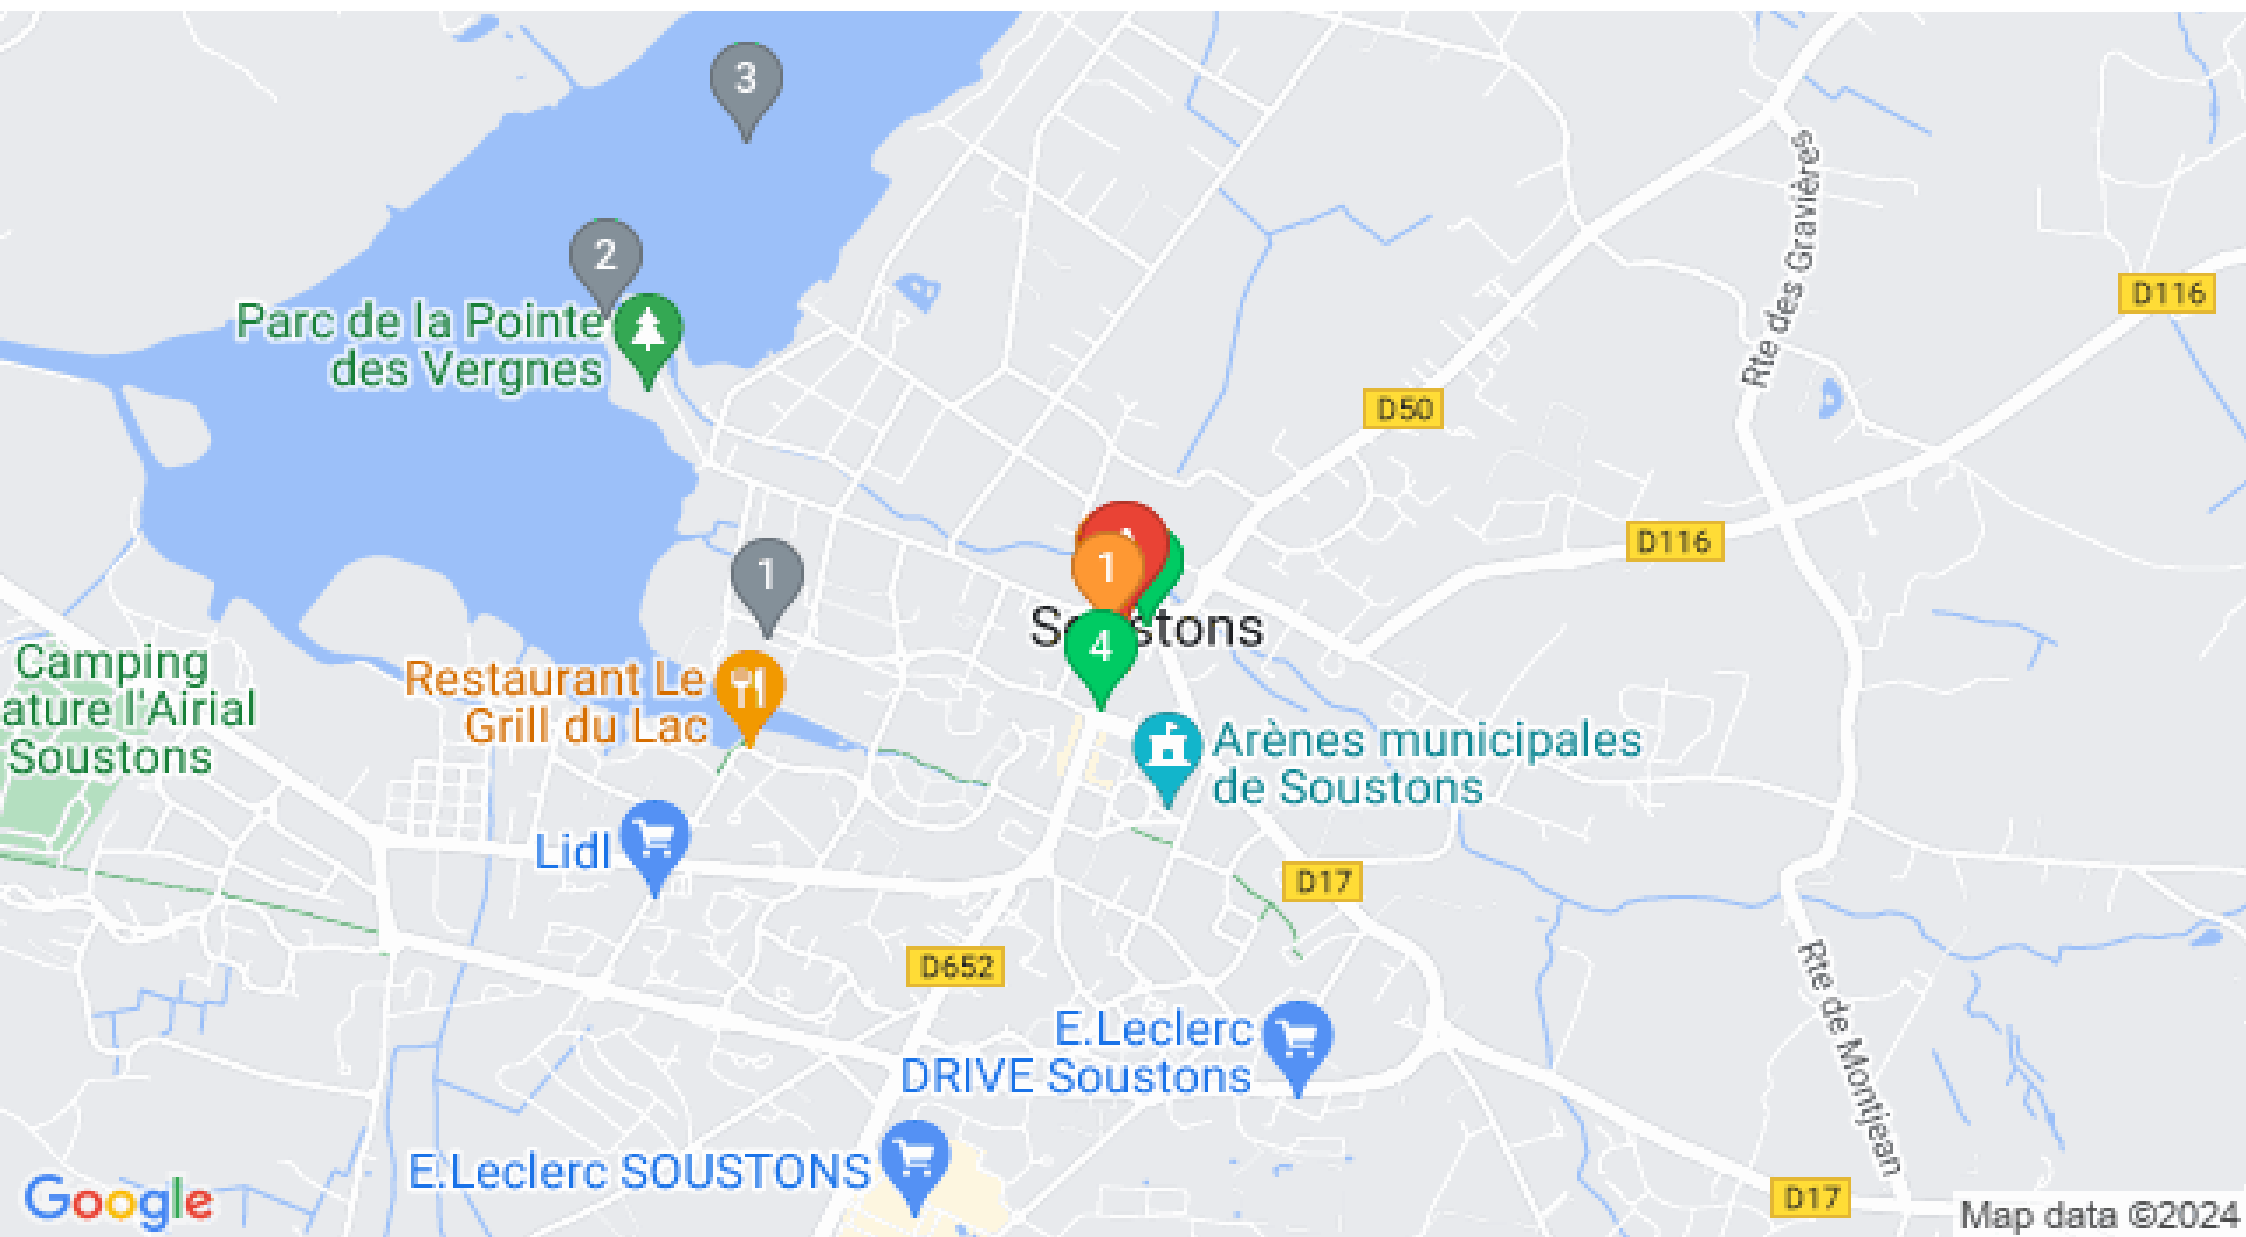 3
2
Parc de la Pointe
des Vergnes
Rte des Gravières
D116
D50
D116
1
1
Soustons
4
Camping
ature l'Airial
Soustons
Restaurant Le
Grill du Lac
Arènes municipales
de Soustons
Lidl
D17
D652
Rte de Montjean
E.Leclerc
DRIVE Soustons
E.Leclerc SOUSTONS
D17
Google
Map data ©2024